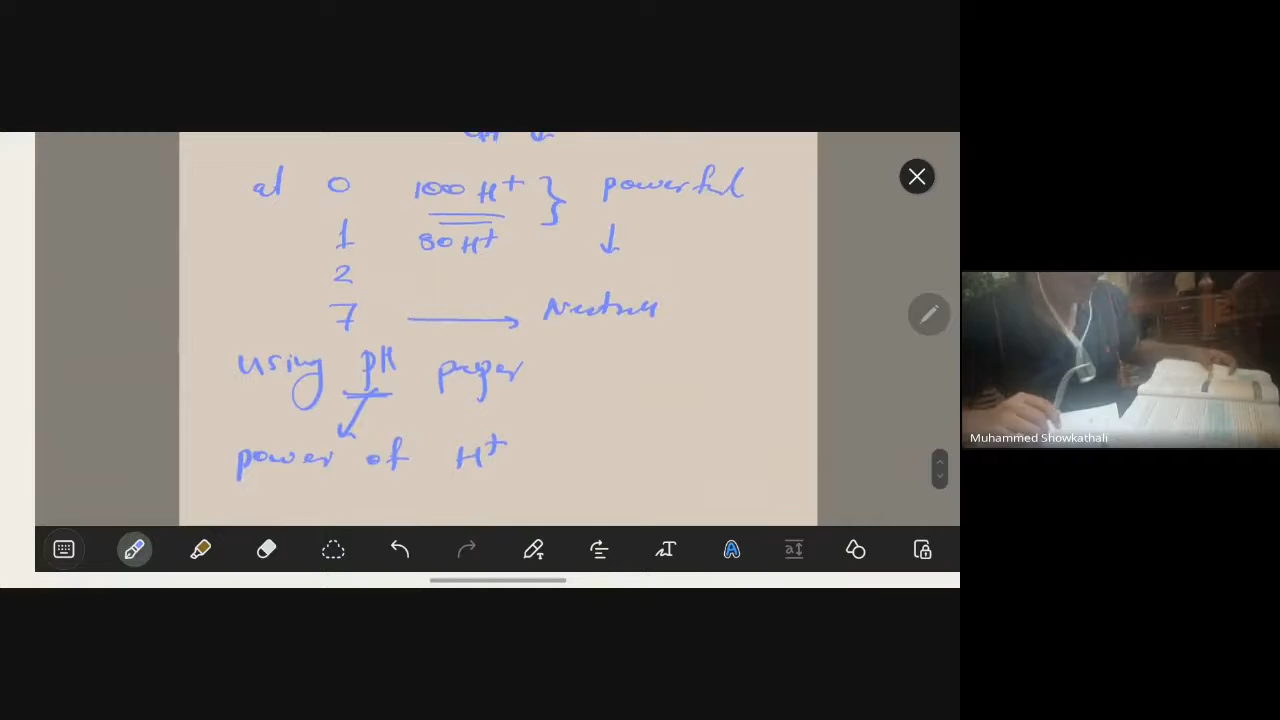 at 0 100 H+ } powerful
1 80 H+ ↓
2
7 → Neutral
using pH paper
power of H+
Muhammed Showkathali